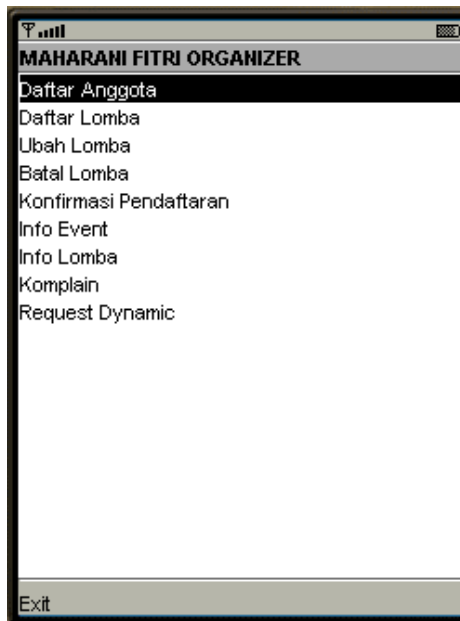 MAHARANI FITRI ORGANIZER
Daftar Anggota
Daftar Lomba
Ubah Lomba
Batal Lomba
Konfirmasi Pendaftaran
Info Event
Info Lomba
Komplain
Request Dynamic
Exit